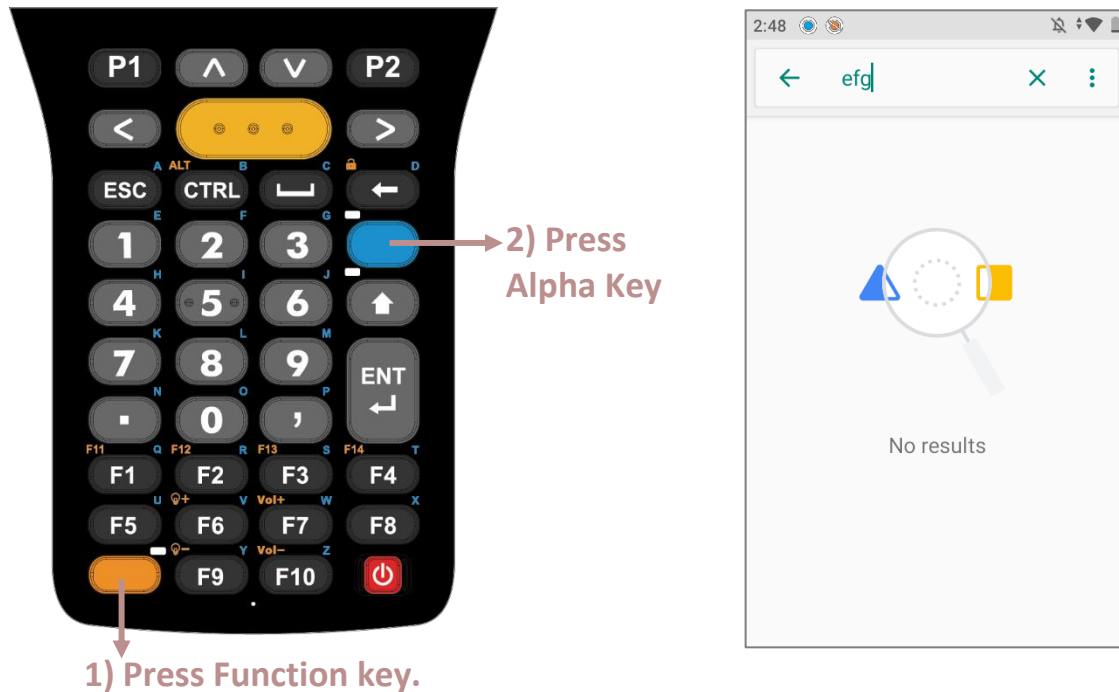 P1 P2
A ALT B C D
ESC CTRL
E F G
1 2 3
H I J
4 5 6
K L M
7 8 9 ENT
N O P
. 0 ,
F11 Q F12 R F13 S F14 T
F1 F2 F3 F4
U V Vol+ W X
F5 F6 F7 F8
Y Vol- Z
F9 F10
2) Press
Alpha Key
1) Press Function key.
2:48
efg
No results